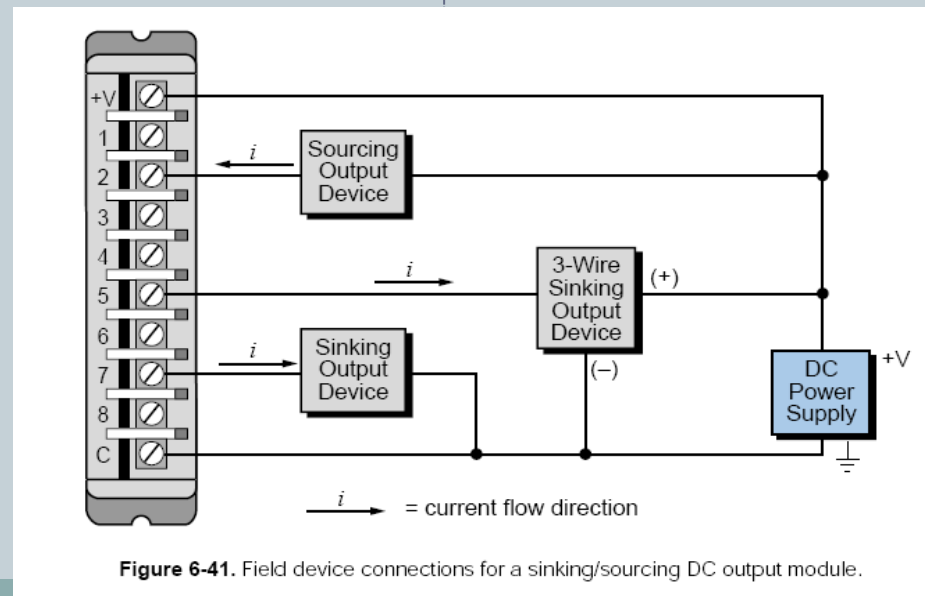 +V
1
2
3
4
5
6
7
8
C
i
Sourcing
Output
Device
i
3-Wire
Sinking
Output
Device
(+)
(–)
i
Sinking
Output
Device
DC
Power
Supply
+V
i
= current flow direction
Figure 6-41. Field device connections for a sinking/sourcing DC output module.